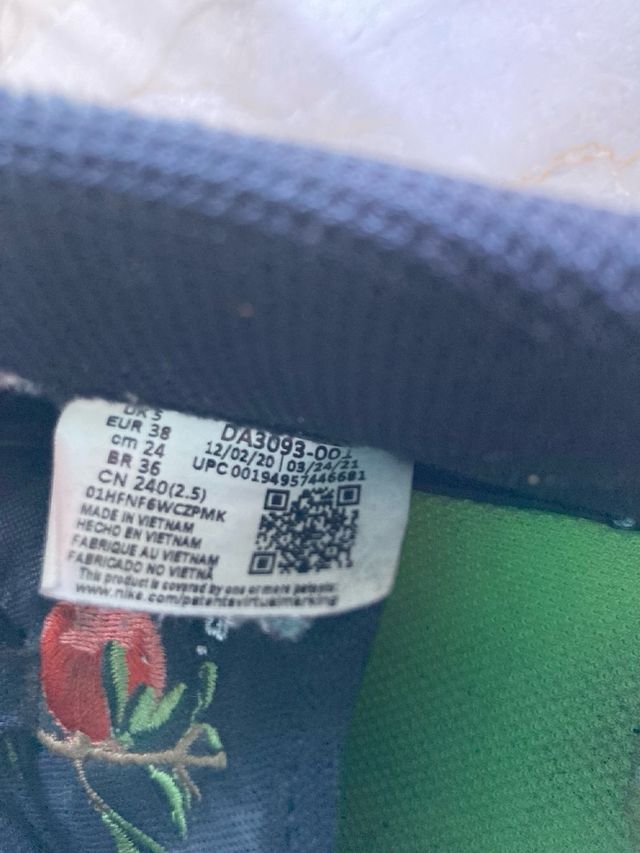 UK 5
EUR 38
cm 24
BR 36
CN 240(2.5)
DA3093-001
12/02/20 | 03/24/21
UPC 00194957446681
01HFNF6WCZPMK
MADE IN VIETNAM
HECHO EN VIETNAM
FABRIQUE AU VIETNAM
FABRICADO NO VIETNÃ
This product is covered by one or more patents:
www.nike.com/patentsvirtualmarking